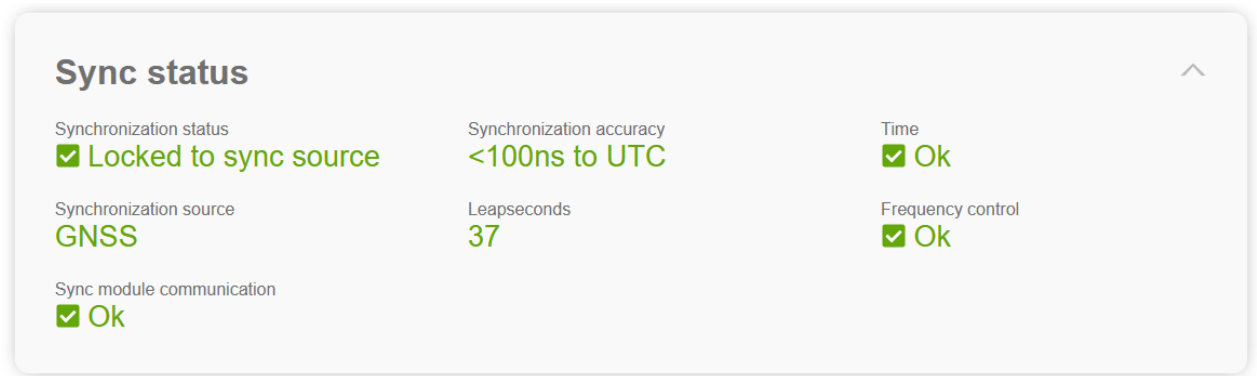 Sync status
Synchronization status
Locked to sync source
Synchronization accuracy
<100ns to UTC
Time
Ok
Synchronization source
GNSS
Leapseconds
37
Frequency control
Ok
Sync module communication
Ok